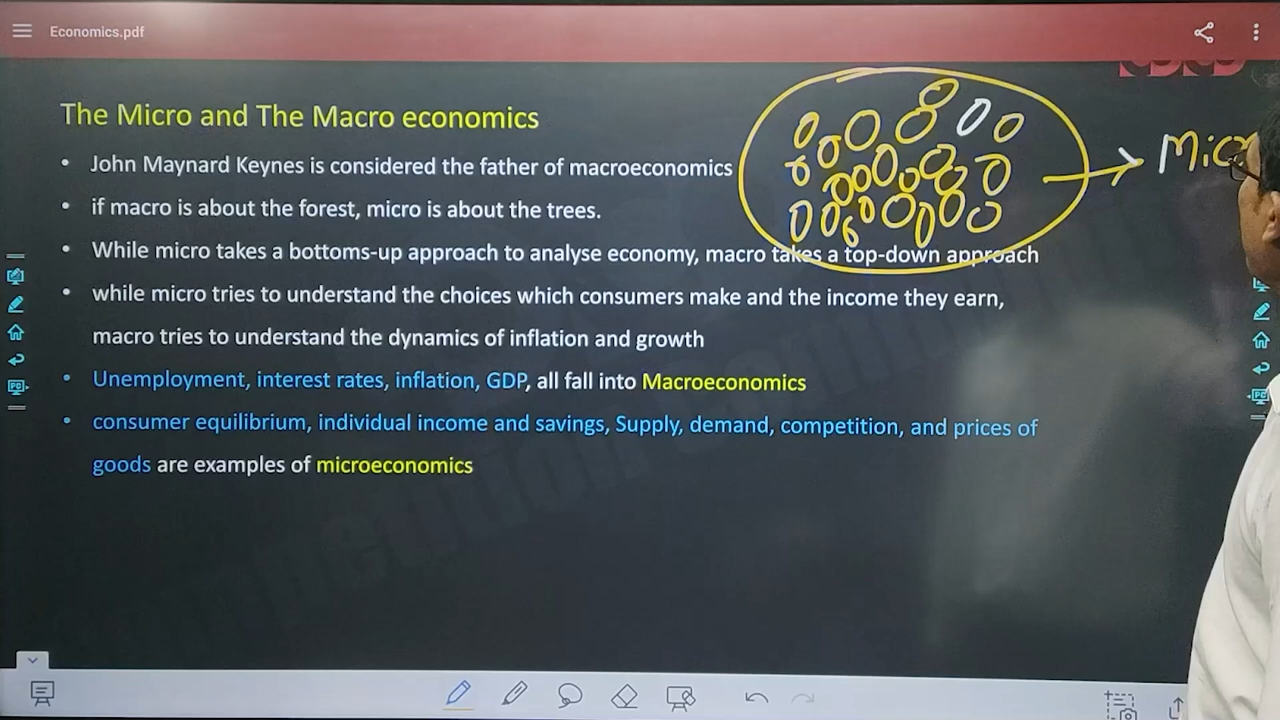 Economics.pdf
The Micro and The Macro economics
• John Maynard Keynes is considered the father of macroeconomics
• if macro is about the forest, micro is about the trees.
• While micro takes a bottoms-up approach to analyse economy, macro takes a top-down approach
• while micro tries to understand the choices which consumers make and the income they earn,
macro tries to understand the dynamics of inflation and growth
• Unemployment, interest rates, inflation, GDP, all fall into Macroeconomics
• consumer equilibrium, individual income and savings, Supply, demand, competition, and prices of
goods are examples of microeconomics